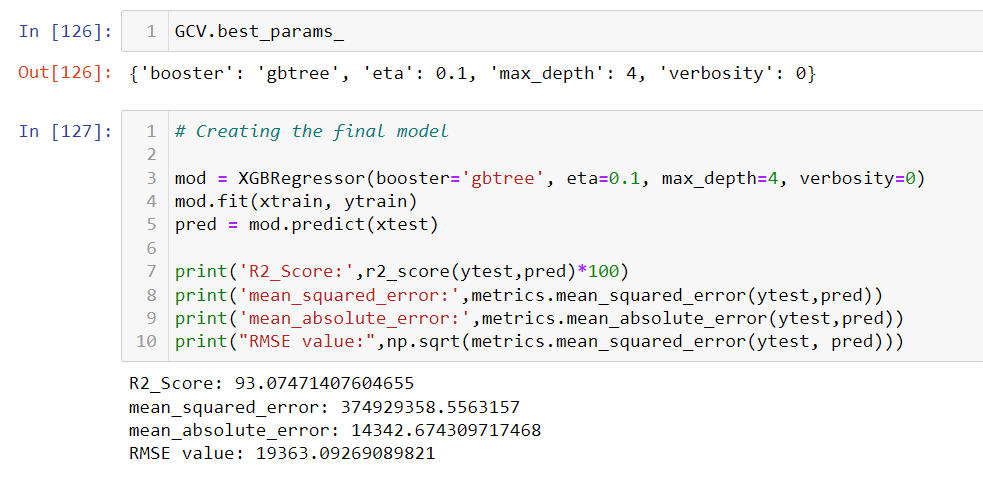 In [126]: 1 GCV.best_params_
Out[126]: {'booster': 'gbtree', 'eta': 0.1, 'max_depth': 4, 'verbosity': 0}
In [127]: 1 # Creating the final model
2
3 mod = XGBRegressor(booster='gbtree', eta=0.1, max_depth=4, verbosity=0)
4 mod.fit(xtrain, ytrain)
5 pred = mod.predict(xtest)
6
7 print('R2_Score:',r2_score(ytest,pred)*100)
8 print('mean_squared_error:',metrics.mean_squared_error(ytest,pred))
9 print('mean_absolute_error:',metrics.mean_absolute_error(ytest,pred))
10 print("RMSE value:",np.sqrt(metrics.mean_squared_error(ytest, pred)))
R2_Score: 93.07471407604655
mean_squared_error: 374929358.5563157
mean_absolute_error: 14342.674309717468
RMSE value: 19363.09269089821